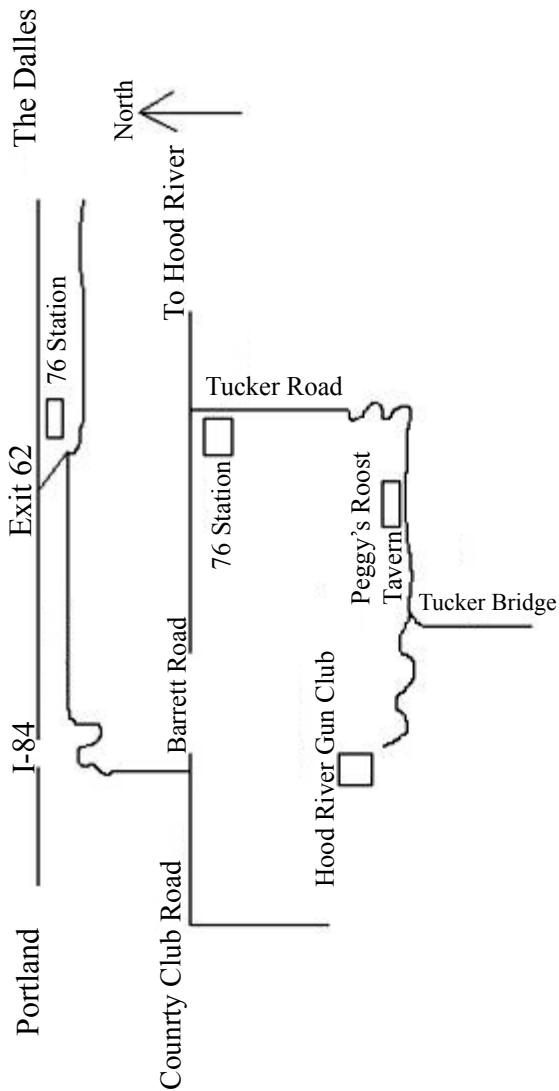 Portland
I-84
Exit 62
The Dalles
76 Station
North
Counrty Club Road
Barrett Road
To Hood River
76 Station
Tucker Road
Hood River Gun Club
Peggy's Roost
Tavern
Tucker Bridge